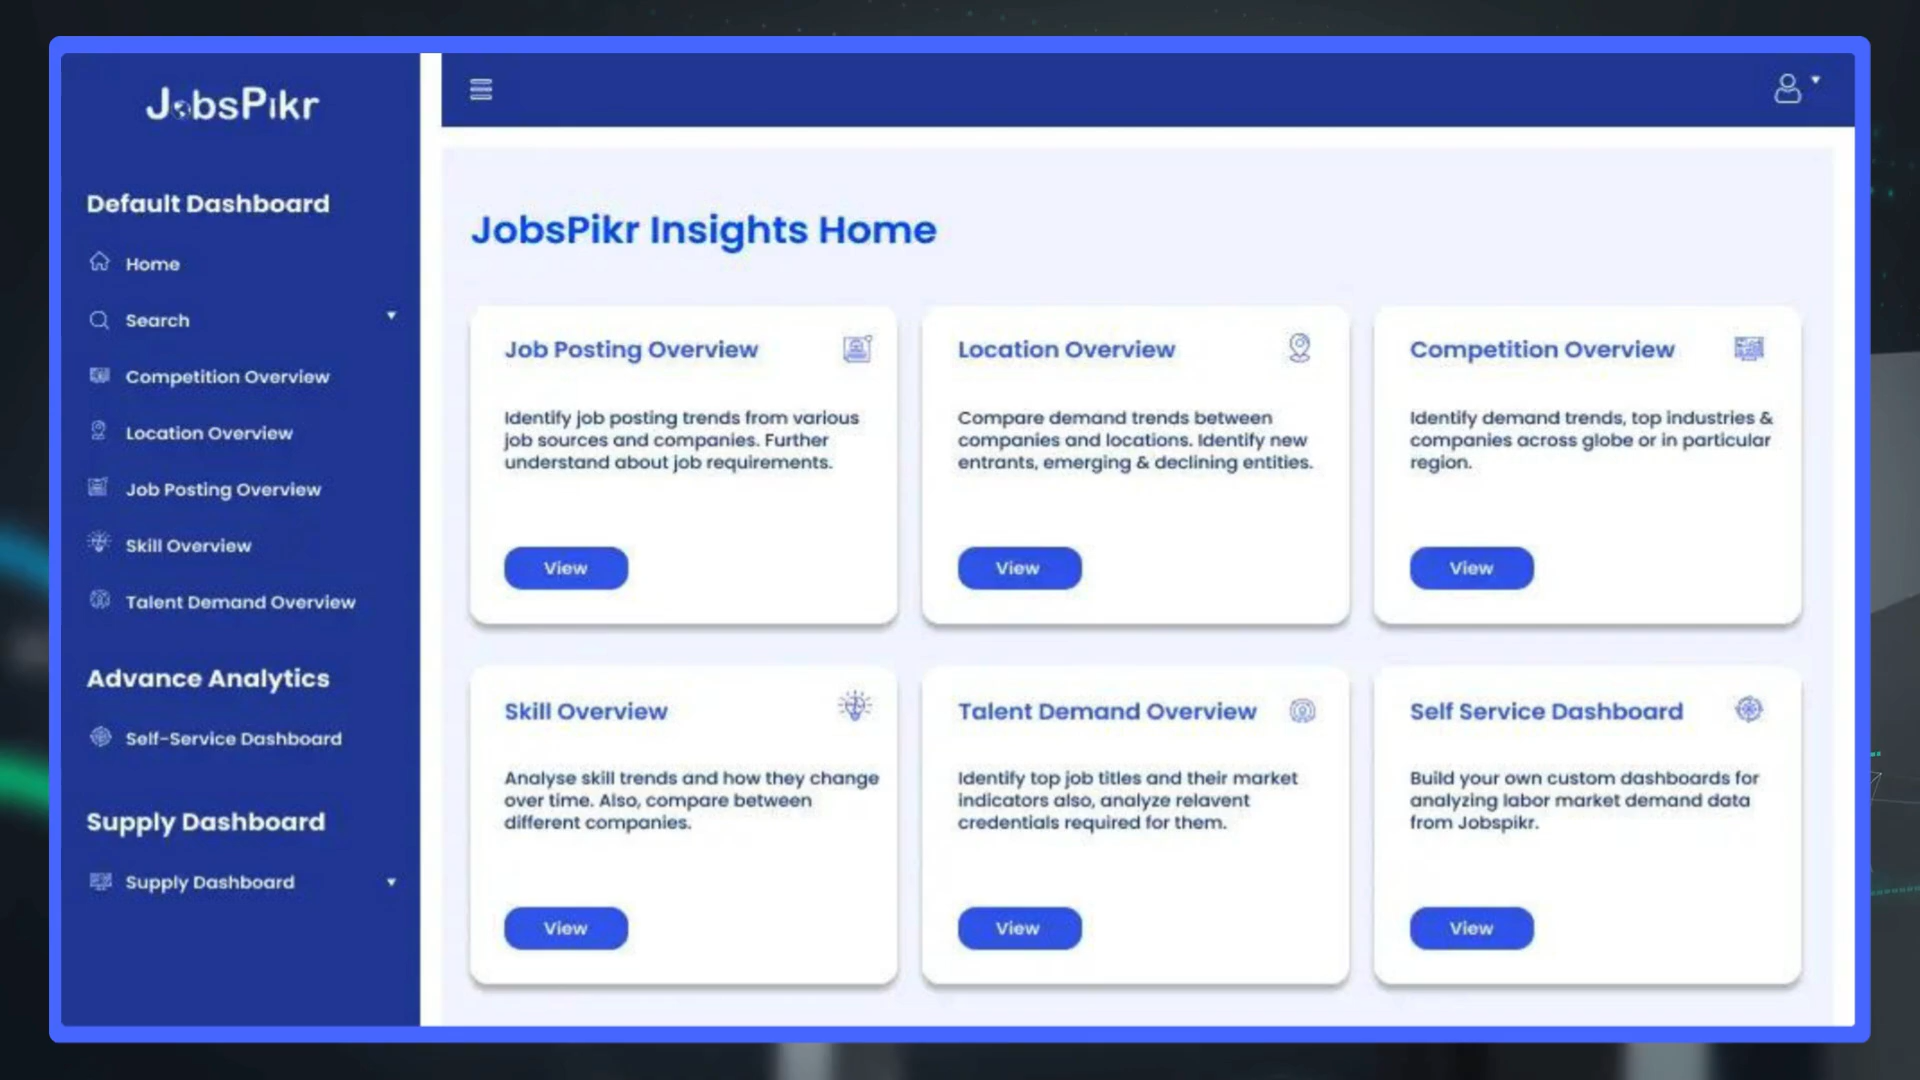 JobsPikr
Default Dashboard
Home
Search
Competition Overview
Location Overview
Job Posting Overview
Skill Overview
Talent Demand Overview
Advance Analytics
Self-Service Dashboard
Supply Dashboard
Supply Dashboard
JobsPikr Insights Home
Job Posting Overview
Identify job posting trends from various
job sources and companies. Further
understand about job requirements.
View
Location Overview
Compare demand trends between
companies and locations. Identify new
entrants, emerging & declining entities.
View
Competition Overview
Identify demand trends, top industries &
companies across globe or in particular
region.
View
Skill Overview
Analyse skill trends and how they change
over time. Also, compare between
different companies.
View
Talent Demand Overview
Identify top job titles and their market
indicators also, analyze relavent
credentials required for them.
View
Self Service Dashboard
Build your own custom dashboards for
analyzing labor market demand data
from Jobspikr.
View